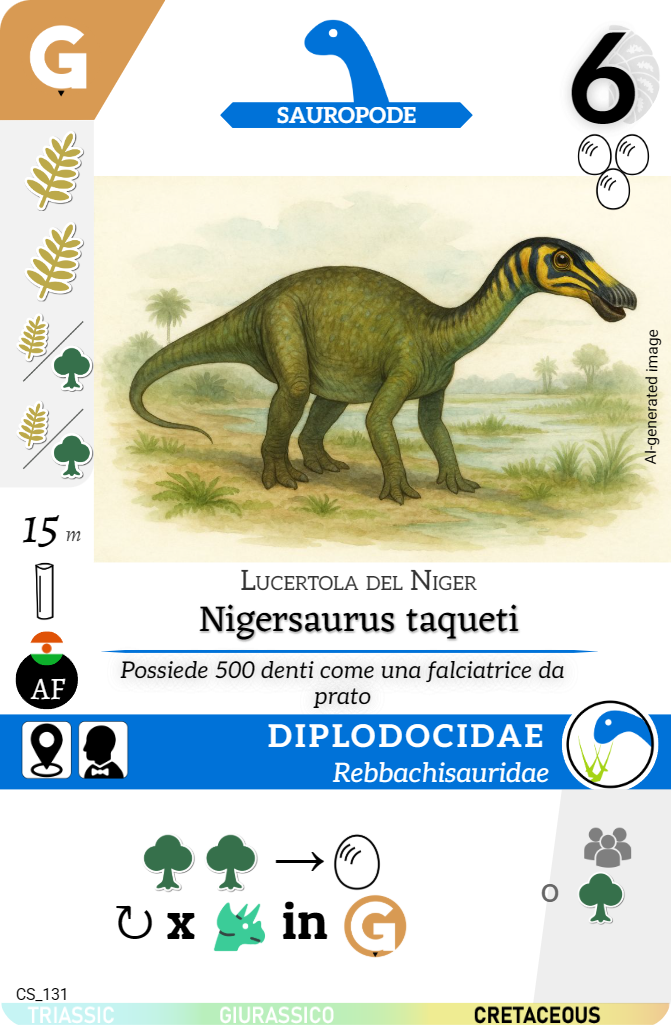 G
SAUROPODE
6
AI-generated image
15 m
AF
Lucertola del Niger
Nigersaurus taqueti
Possiede 500 denti come una falciatrice da
prato
DIPLODOCIDAE
Rebbachisauridae
x in G
O
CS_131
TRIASSIC GIURASSICO CRETACEOUS